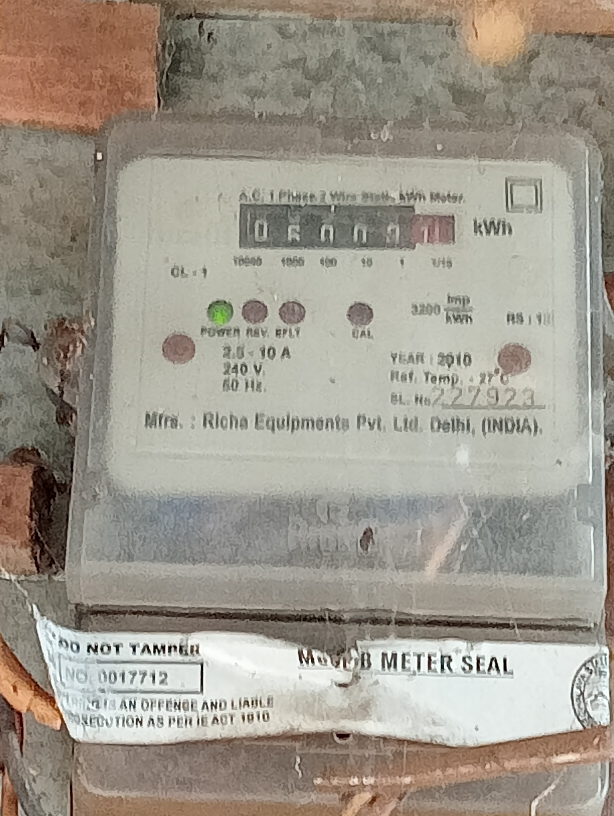 A.C. 1 Phase 2 Wire Static kWh Meter.
kWh
10000 1000 100 10 1 1/10
CL - 1
3200 Imp/kWh
POWER REV. EFLT CAL
2.5 - 10 A
240 V.
50 Hz.
YEAR : 2010
Ref. Temp. - 27°C
SL. No 227923
Mfrs. : Richa Equipments Pvt. Ltd. Delhi, (INDIA).
DO NOT TAMPER
NO. 0017712
IS AN OFFENCE AND LIABLE
AS PER IE ACT 1910
METER SEAL